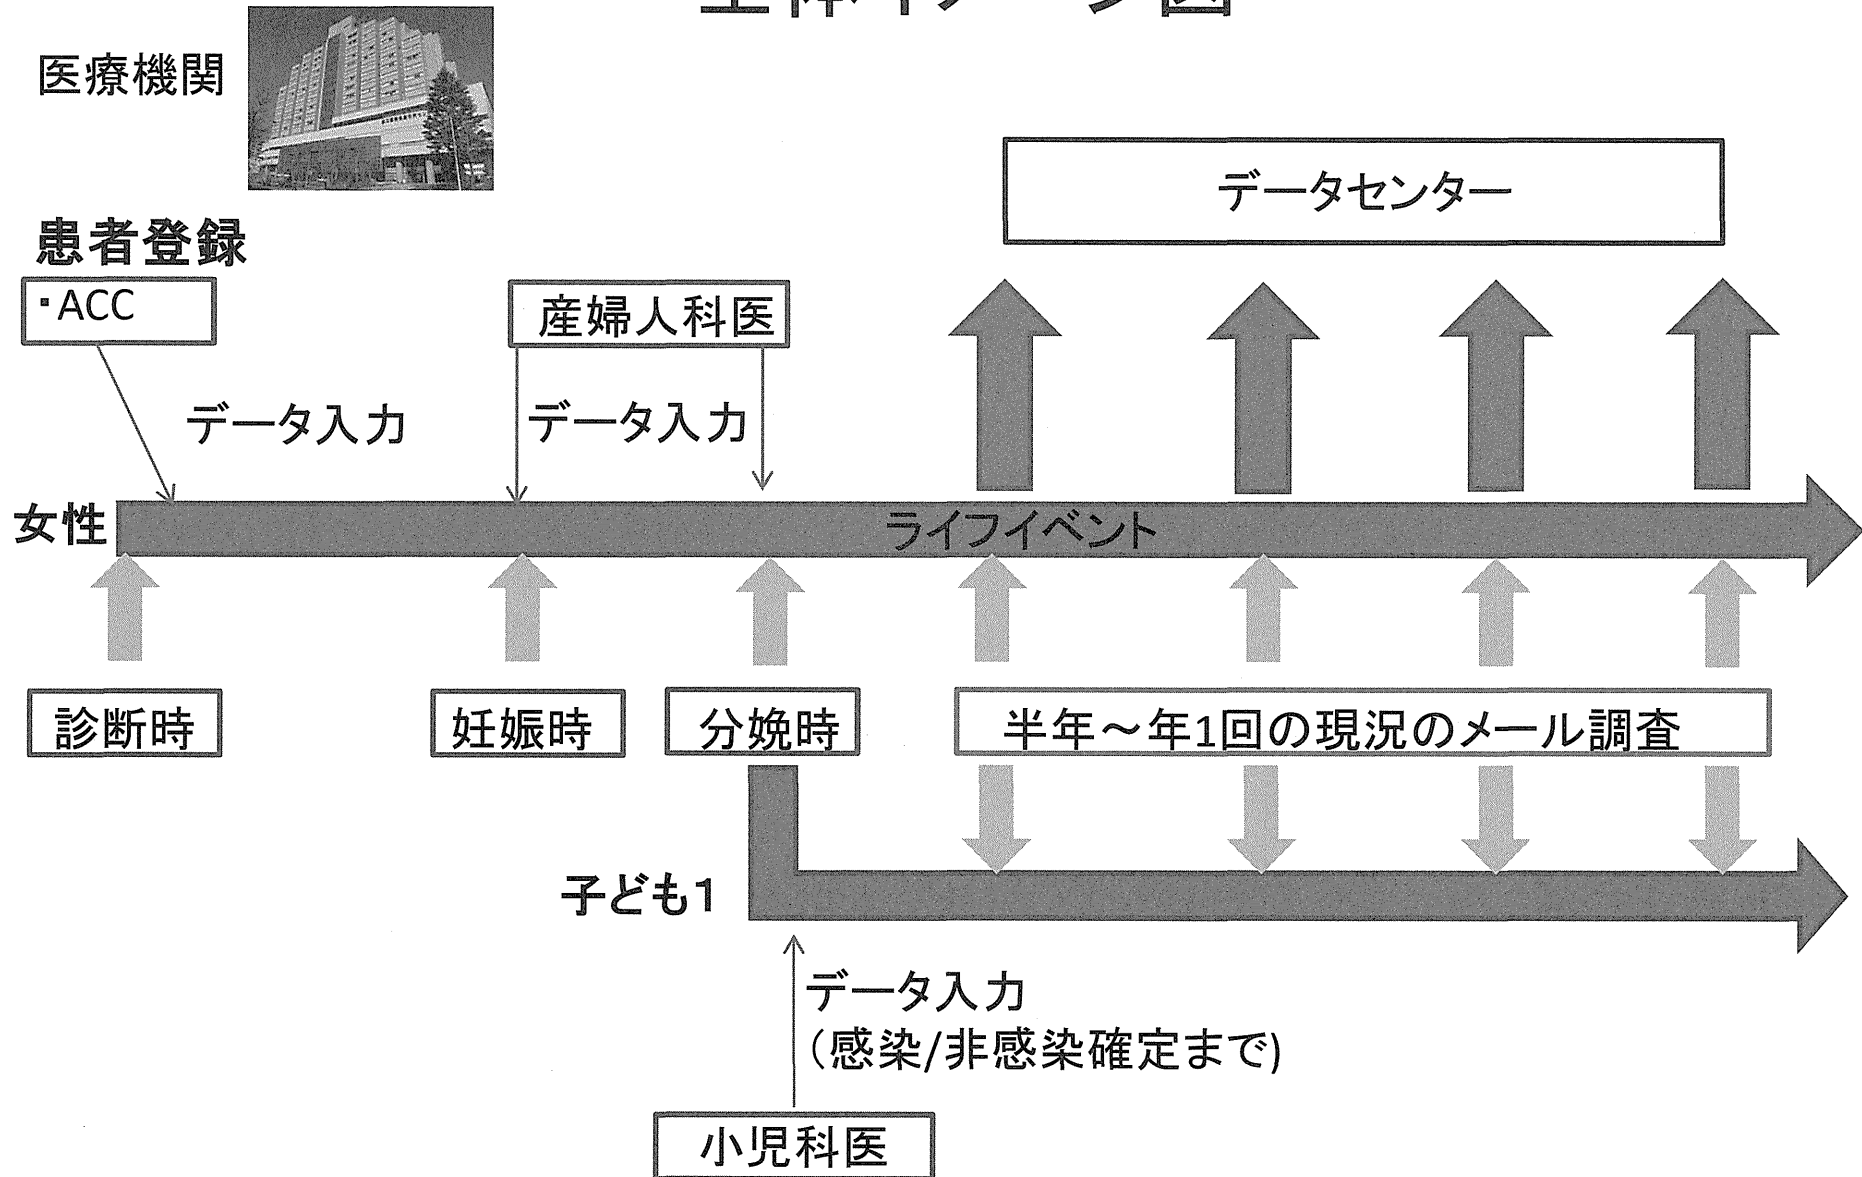 医療機関
患者登録
・ACC
産婦人科医
データセンター
データ入力
データ入力
女性
ライフイベント
診断時
妊娠時
分娩時
半年～年1回の現況のメール調査
子ども1
データ入力
（感染/非感染確定まで)
小児科医